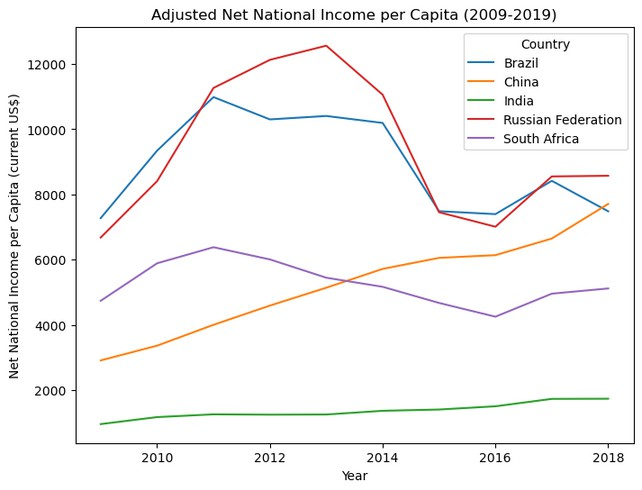 Adjusted Net National Income per Capita (2009-2019)
Net National Income per Capita (current US$)
12000
10000
8000
6000
4000
2000
Country
Brazil
China
India
Russian Federation
South Africa
2010 2012 2014 2016 2018
Year